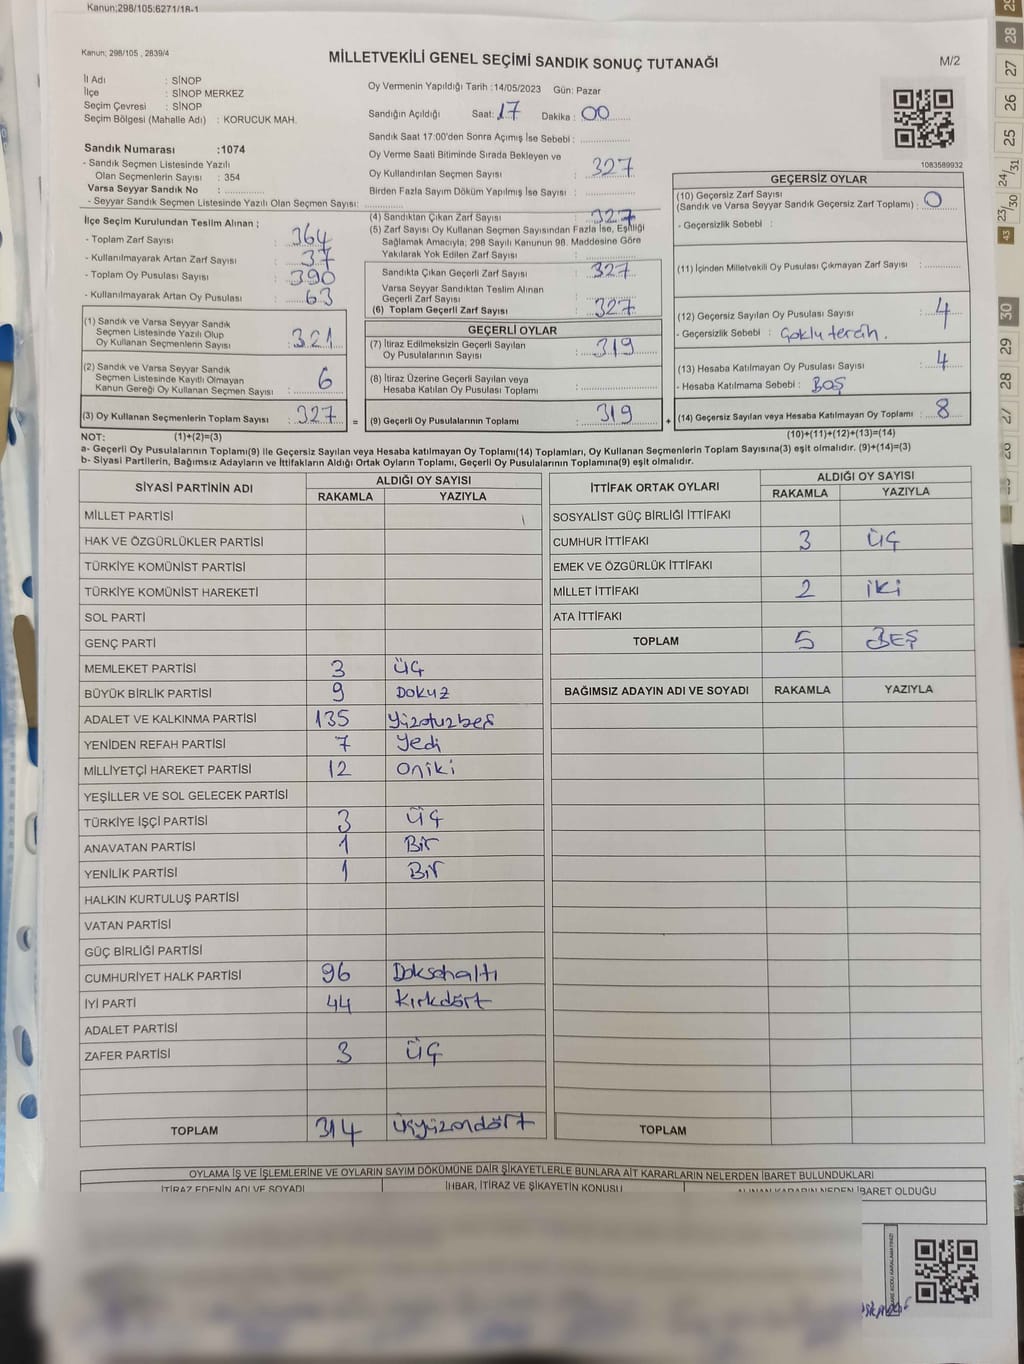 Kanun:298/105:6271/18-1
Kanun: 298/105 , 2839/4
MİLLETVEKİLİ GENEL SEÇİMİ SANDIK SONUÇ TUTANAĞI
M/2
İl Adı : SİNOP
İlçe : SİNOP MERKEZ
Seçim Çevresi : SİNOP
Seçim Bölgesi (Mahalle Adı) : KORUCUK MAH.
Sandık Numarası :1074
- Sandık Seçmen Listesinde Yazılı
Olan Seçmenlerin Sayısı : 354
Varsa Seyyar Sandık No :
- Seyyar Sandık Seçmen Listesinde Yazılı Olan Seçmen Sayısı:
Oy Vermenin Yapıldığı Tarih :14/05/2023 Gün: Pazar
Sandığın Açıldığı Saat: 17 Dakika : 00
Sandık Saat 17:00'den Sonra Açımış İse Sebebi :
Oy Verme Saati Bitiminde Sırada Bekleyen ve
Oy Kullandırılan Seçmen Sayısı : 327
Birden Fazla Sayım Döküm Yapılmış İse Sayısı :
1083589932
İlçe Seçim Kurulundan Teslim Alınan ;
- Toplam Zarf Sayısı : 364
- Kullanılmayarak Artan Zarf Sayısı : 37
- Toplam Oy Pusulası Sayısı : 390
- Kullanılmayarak Artan Oy Pusulası : 63
(1) Sandık ve Varsa Seyyar Sandık
Seçmen Listesinde Yazılı Olup
Oy Kullanan Seçmenlerin Sayısı : 321
(2) Sandık ve Varsa Seyyar Sandık
Seçmen Listesinde Kayıtlı Olmayan
Kanun Gereği Oy Kullanan Seçmen Sayısı : 6
(3) Oy Kullanan Seçmenlerin Toplam Sayısı : 327 =
(4) Sandıktan Çıkan Zarf Sayısı : 327
(5) Zarf Sayısı Oy Kullanan Seçmen Sayısından Fazla İse, Eşitliği
Sağlamak Amacıyla, 298 Sayılı Kanunun 98. Maddesine Göre
Yakılarak Yok Edilen Zarf Sayısı :
Sandıkta Çıkan Geçerli Zarf Sayısı : 327
Varsa Seyyar Sandıktan Teslim Alınan
Geçerli Zarf Sayısı :
(6) Toplam Geçerli Zarf Sayısı : 327
GEÇERLİ OYLAR
(7) İtiraz Edilmeksizin Geçerli Sayılan
Oy Pusulalarının Sayısı : 319
(8) İtiraz Üzerine Geçerli Sayılan veya
Hesaba Katılan Oy Pusulası Toplamı :
(9) Geçerli Oy Pusulalarının Toplamı : 319 +
GEÇERSİZ OYLAR
(10) Geçersiz Zarf Sayısı
(Sandık ve Varsa Seyyar Sandık Geçersiz Zarf Toplamı) : 0
- Geçersizlik Sebebi :
(11) İçinden Milletvekili Oy Pusulası Çıkmayan Zarf Sayısı :
(12) Geçersiz Sayılan Oy Pusulası Sayısı : 4
- Geçersizlik Sebebi : Çoklu tercih.
(13) Hesaba Katılmayan Oy Pusulası Sayısı : 4
- Hesaba Katılmama Sebebi : BOŞ
(14) Geçersiz Sayılan veya Hesaba Katılmayan Oy Toplamı : 8
NOT: (1)+(2)=(3) (10)+(11)+(12)+(13)=(14)
a- Geçerli Oy Pusulalarının Toplamı(9) ile Geçersiz Sayılan veya Hesaba katılmayan Oy Toplamı(14) Toplamları, Oy Kullanan Seçmenlerin Toplam Sayısına(3) eşit olmalıdır. (9)+(14)=(3)
b- Siyasi Partilerin, Bağımsız Adayların ve İttifakların Aldığı Ortak Oyların Toplamı, Geçerli Oy Pusulalarının Toplamına(9) eşit olmalıdır.
SİYASİ PARTİNİN ADI ALDIĞI OY SAYISI
RAKAMLA YAZIYLA
MİLLET PARTİSİ
HAK VE ÖZGÜRLÜKLER PARTİSİ
TÜRKİYE KOMÜNİST PARTİSİ
TÜRKİYE KOMÜNİST HAREKETİ
SOL PARTİ
GENÇ PARTİ
MEMLEKET PARTİSİ 3 ÜÇ
BÜYÜK BİRLİK PARTİSİ 9 DOKUZ
ADALET VE KALKINMA PARTİSİ 135 Yüzotuzbeş
YENİDEN REFAH PARTİSİ 7 Yedi
MİLLİYETÇİ HAREKET PARTİSİ 12 Oniki
YEŞİLLER VE SOL GELECEK PARTİSİ
TÜRKİYE İŞÇİ PARTİSİ 3 ÜÇ
ANAVATAN PARTİSİ 1 Bir
YENİLİK PARTİSİ 1 Bir
HALKIN KURTULUŞ PARTİSİ
VATAN PARTİSİ
GÜÇ BİRLİĞİ PARTİSİ
CUMHURİYET HALK PARTİSİ 96 Doksanaltı
İYİ PARTİ 44 Kırkdört
ADALET PARTİSİ
ZAFER PARTİSİ 3 ÜÇ
TOPLAM 314 Üçyüzondört
İTTİFAK ORTAK OYLARI ALDIĞI OY SAYISI
RAKAMLA YAZIYLA
SOSYALİST GÜÇ BİRLİĞİ İTTİFAKI
CUMHUR İTTİFAKI 3 ÜÇ
EMEK VE ÖZGÜRLÜK İTTİFAKI
MİLLET İTTİFAKI 2 İKİ
ATA İTTİFAKI
TOPLAM 5 BEŞ
BAĞIMSIZ ADAYIN ADI VE SOYADI RAKAMLA YAZIYLA
TOPLAM
OYLAMA İŞ VE İŞLEMLERİNE VE OYLARIN SAYIM DÖKÜMÜNE DAİR ŞİKAYETLERLE BUNLARA AİT KARARLARIN NELERDEN İBARET BULUNDUKLARI
İTİRAZ EDENİN ADI VE SOYADI İHBAR, İTİRAZ VE ŞİKAYETİN KONUSU ALINAN KARARIN NEDEN İBARET OLDUĞU